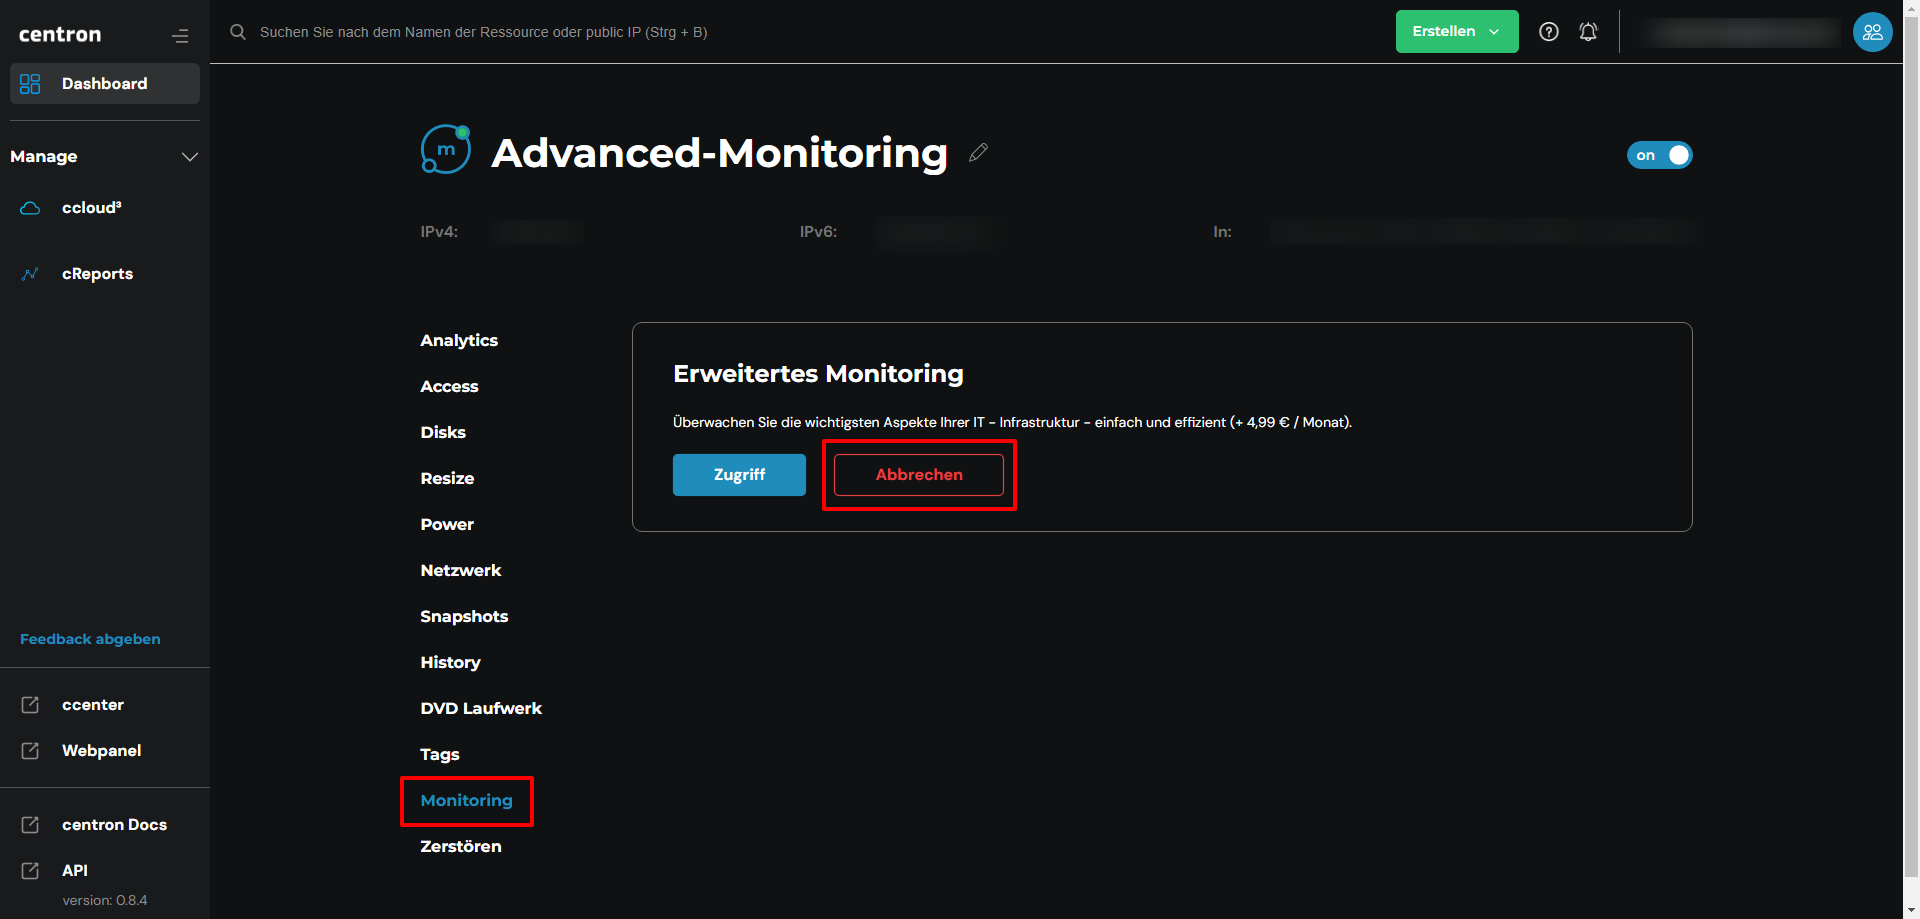 centron
Suchen Sie nach dem Namen der Ressource oder public IP (Strg + B)
Erstellen
Dashboard
Manage
ccloud³
cReports
Feedback abgeben
ccenter
Webpanel
centron Docs
API
version: 0.8.4
m
Advanced-Monitoring
on
IPv4:
IPv6:
In:
Analytics
Access
Disks
Resize
Power
Netzwerk
Snapshots
History
DVD Laufwerk
Tags
Monitoring
Zerstören
Erweitertes Monitoring
Überwachen Sie die wichtigsten Aspekte Ihrer IT - Infrastruktur - einfach und effizient (+ 4,99 € / Monat).
Zugriff
Abbrechen